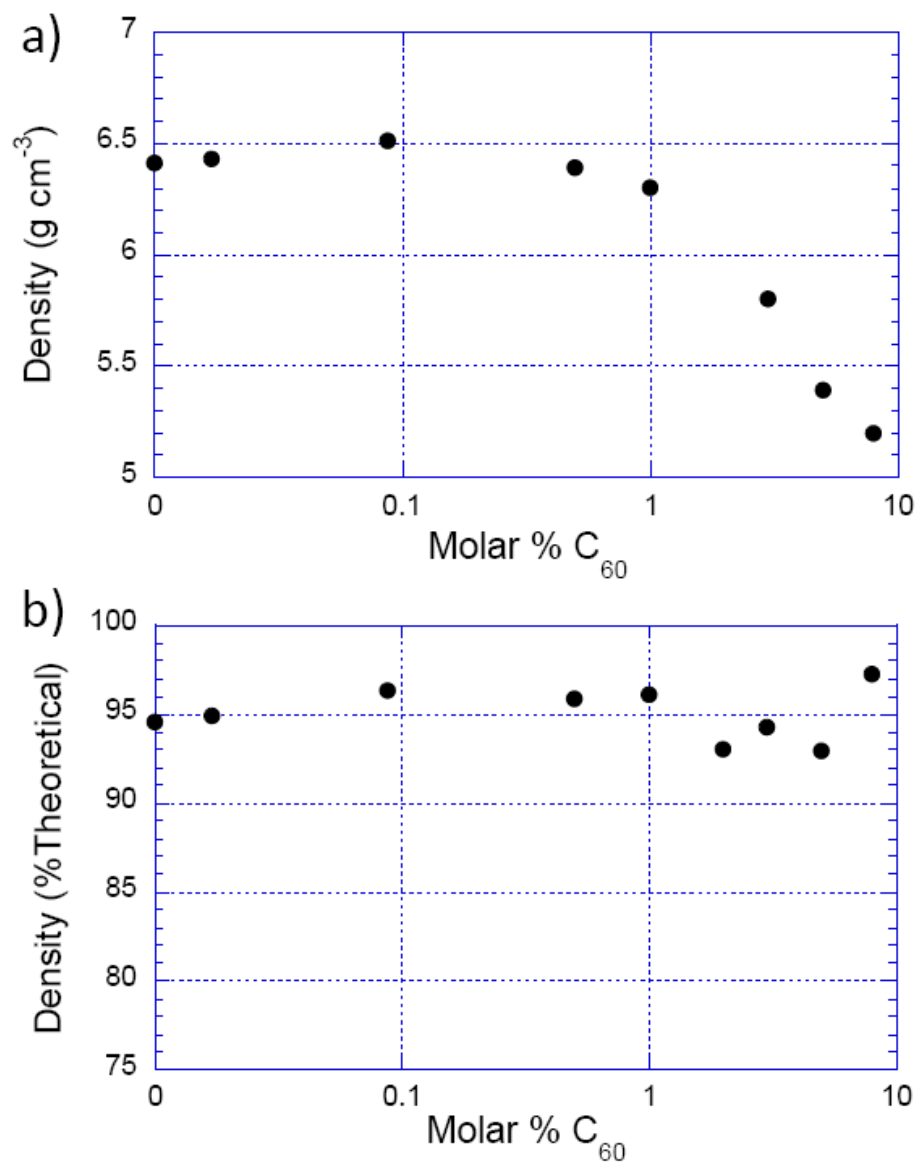 a)
7
6.5
6
5.5
5
Density (g cm⁻³)
0 0.1 1 10
Molar % C₆₀
b)
100
95
90
85
80
75
Density (%Theoretical)
0 0.1 1 10
Molar % C₆₀